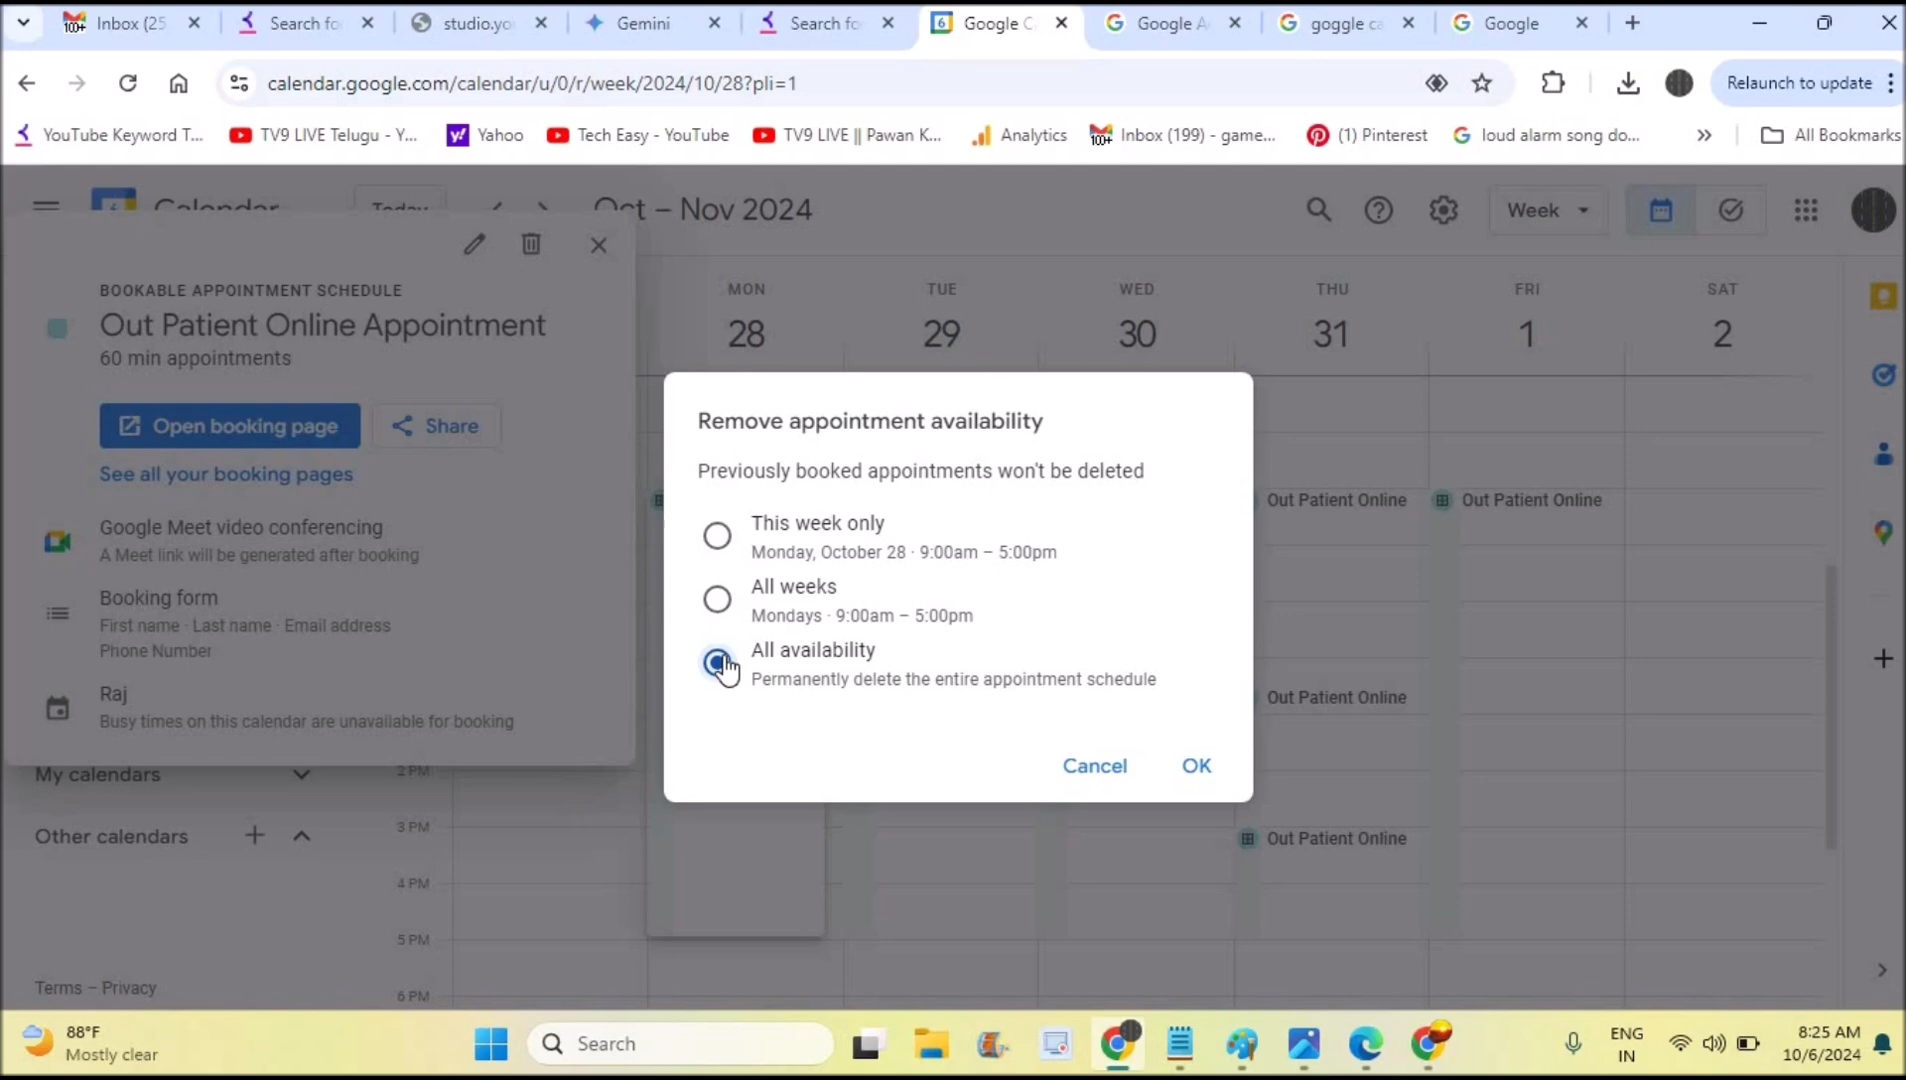 Inbox (25
Search fo
studio.yo
Gemini
Search fo
Google C
Google A
goggle ca
Google
calendar.google.com/calendar/u/0/r/week/2024/10/28?pli=1
Relaunch to update
YouTube Keyword T...
TV9 LIVE Telugu - Y...
Yahoo
Tech Easy - YouTube
TV9 LIVE || Pawan K...
Analytics
Inbox (199) - game...
(1) Pinterest
loud alarm song do...
All Bookmarks
Calendar
Today
Oct – Nov 2024
Week
BOOKABLE APPOINTMENT SCHEDULE
Out Patient Online Appointment
60 min appointments
Open booking page
Share
See all your booking pages
Google Meet video conferencing
A Meet link will be generated after booking
Booking form
First name · Last name · Email address
Phone Number
Raj
Busy times on this calendar are unavailable for booking
My calendars
Other calendars
Terms – Privacy
MON TUE WED THU FRI SAT
28 29 30 31 1 2
Remove appointment availability
Previously booked appointments won't be deleted
This week only
Monday, October 28 · 9:00am – 5:00pm
All weeks
Mondays · 9:00am – 5:00pm
All availability
Permanently delete the entire appointment schedule
Cancel OK
Out Patient Online
Out Patient Online
Out Patient Online
Out Patient Online
2 PM
3 PM
4 PM
5 PM
6 PM
88°F
Mostly clear
Search
ENG
IN
8:25 AM
10/6/2024